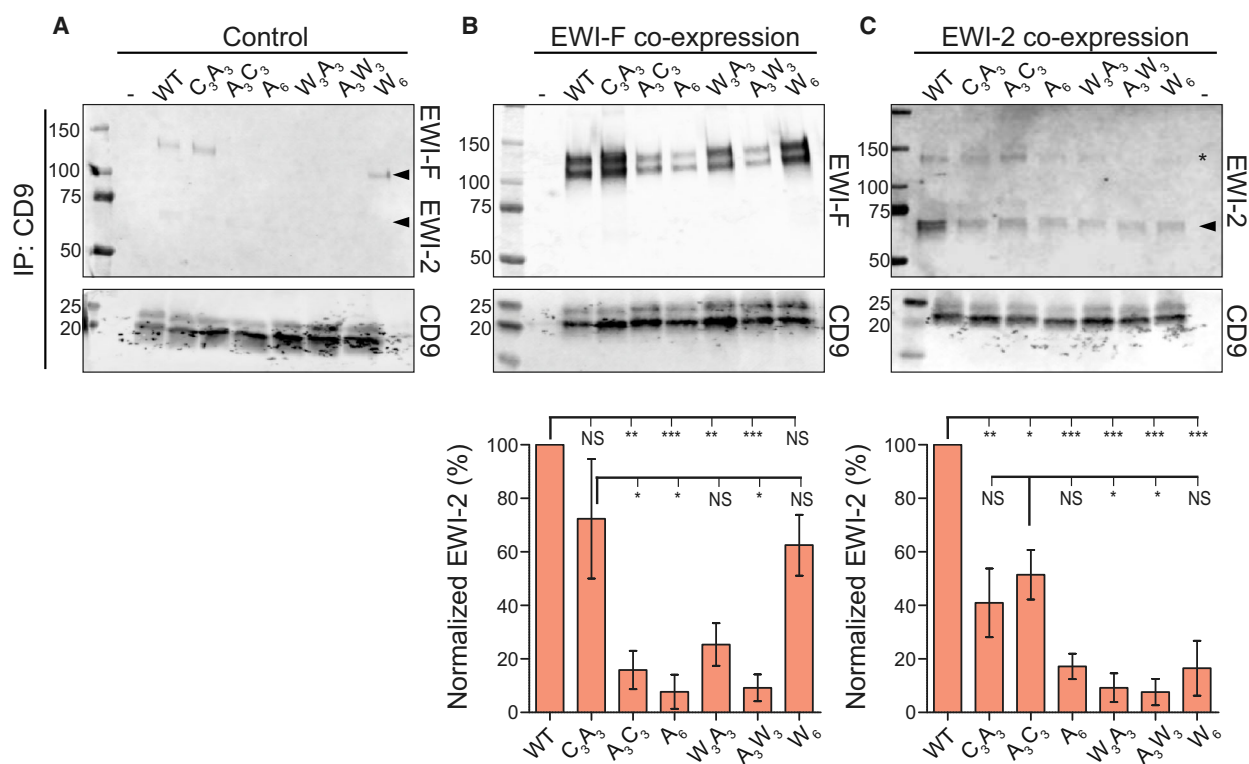 A
Control
- WT C3A3 A3C3 A6 W3A3 A3W3 W6
IP: CD9
150
100
75
50
EWI-F
EWI-2
25
20
CD9
B
EWI-F co-expression
- WT C3A3 A3C3 A6 W3A3 A3W3 W6
150
100
75
50
EWI-F
25
20
CD9
NS ** *** ** *** NS
* * NS * NS
Normalized EWI-2 (%)
100
80
60
40
20
0
WT C3A3 A3C3 A6 W3A3 A3W3 W6
C
EWI-2 co-expression
WT C3A3 A3C3 A6 W3A3 A3W3 W6 -
150
100
75
50
*
EWI-2
25
20
CD9
** * *** *** *** ***
NS NS * * NS
Normalized EWI-2 (%)
100
80
60
40
20
0
WT C3A3 A3C3 A6 W3A3 A3W3 W6